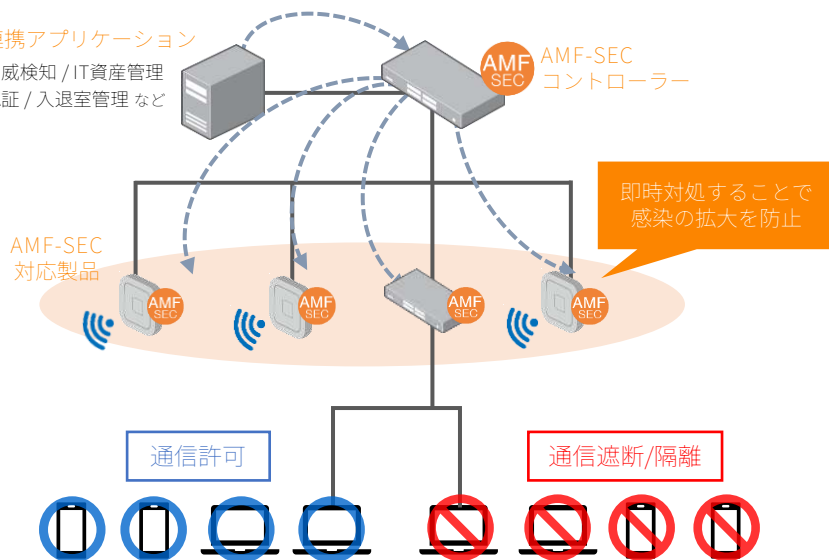 携アプリケーション
威検知 / IT資産管理
証 / 入退室管理 など
AMF
SEC
AMF-SEC
コントローラー
即時対処することで
感染の拡大を防止
AMF-SEC
対応製品
AMF
SEC
AMF
SEC
AMF
SEC
AMF
SEC
通信許可
通信遮断/隔離